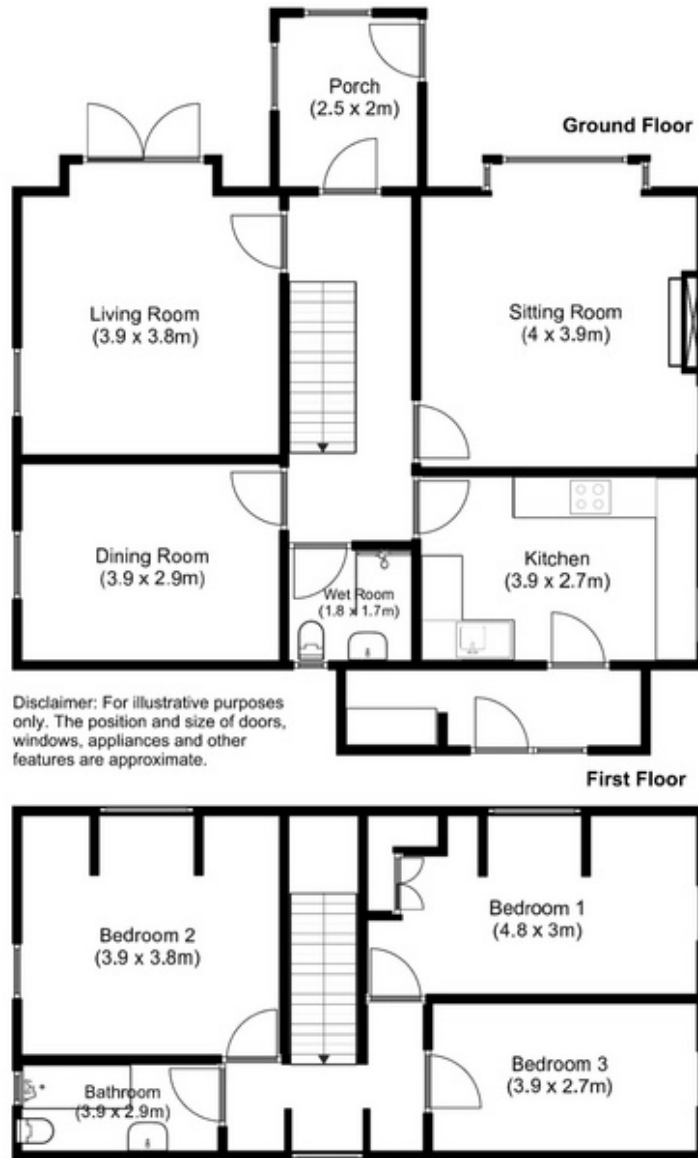 Porch
(2.5 x 2m)
Ground Floor
Living Room
(3.9 x 3.8m)
Sitting Room
(4 x 3.9m)
Dining Room
(3.9 x 2.9m)
Wet Room
(1.8 x 1.7m)
Kitchen
(3.9 x 2.7m)
Disclaimer: For illustrative purposes
only. The position and size of doors,
windows, appliances and other
features are approximate.
First Floor
Bedroom 2
(3.9 x 3.8m)
Bedroom 1
(4.8 x 3m)
Bathroom
(3.9 x 2.9m)
Bedroom 3
(3.9 x 2.7m)